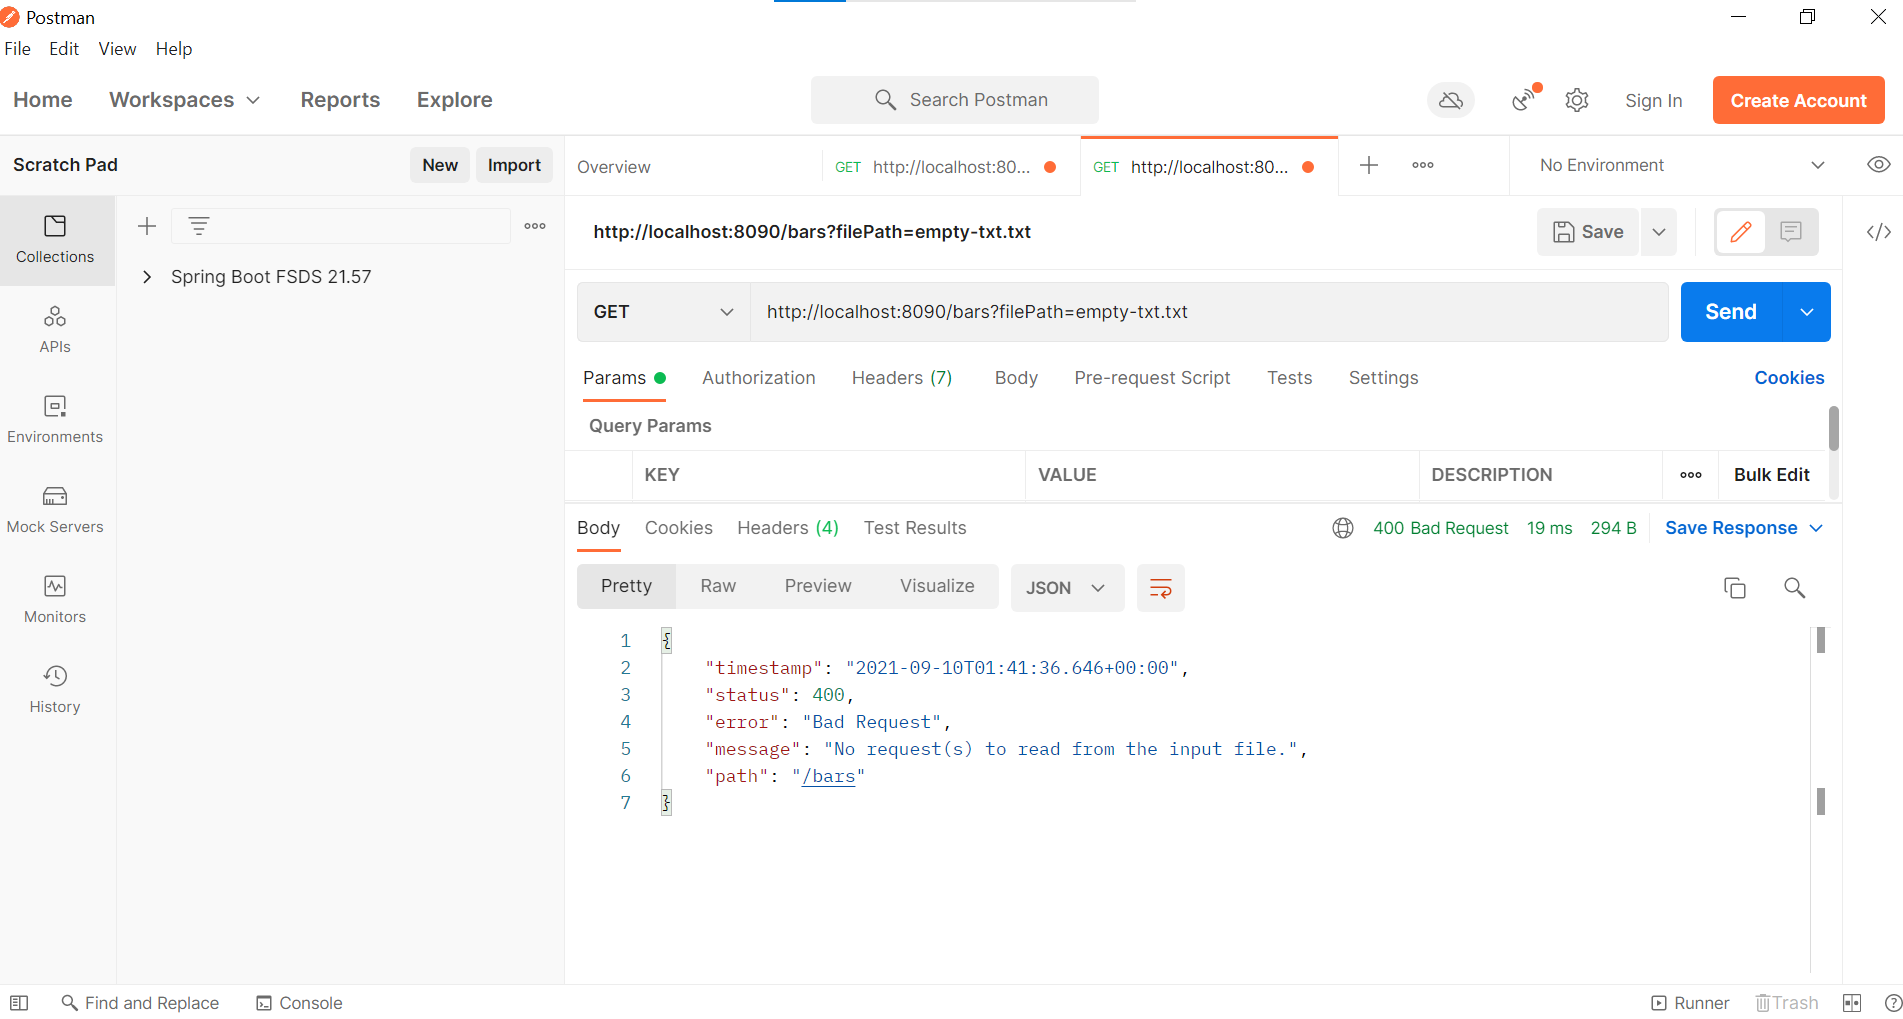 Postman
File Edit View Help
Home Workspaces Reports Explore Search Postman Sign In Create Account
Scratch Pad New Import Overview GET http://localhost:80... GET http://localhost:80... No Environment
Collections
APIs
Environments
Mock Servers
Monitors
History
Spring Boot FSDS 21.57
http://localhost:8090/bars?filePath=empty-txt.txt Save
GET http://localhost:8090/bars?filePath=empty-txt.txt Send
Params Authorization Headers (7) Body Pre-request Script Tests Settings Cookies
Query Params
KEY VALUE DESCRIPTION Bulk Edit
Body Cookies Headers (4) Test Results 400 Bad Request 19 ms 294 B Save Response
Pretty Raw Preview Visualize JSON
1 {
2 "timestamp": "2021-09-10T01:41:36.646+00:00",
3 "status": 400,
4 "error": "Bad Request",
5 "message": "No request(s) to read from the input file.",
6 "path": "/bars"
7 }
Find and Replace Console Runner Trash